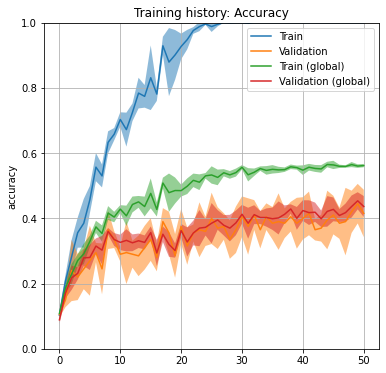 Training history: Accuracy
Train
Validation
Train (global)
Validation (global)
accuracy
1.0
0.8
0.6
0.4
0.2
0.0
0 10 20 30 40 50